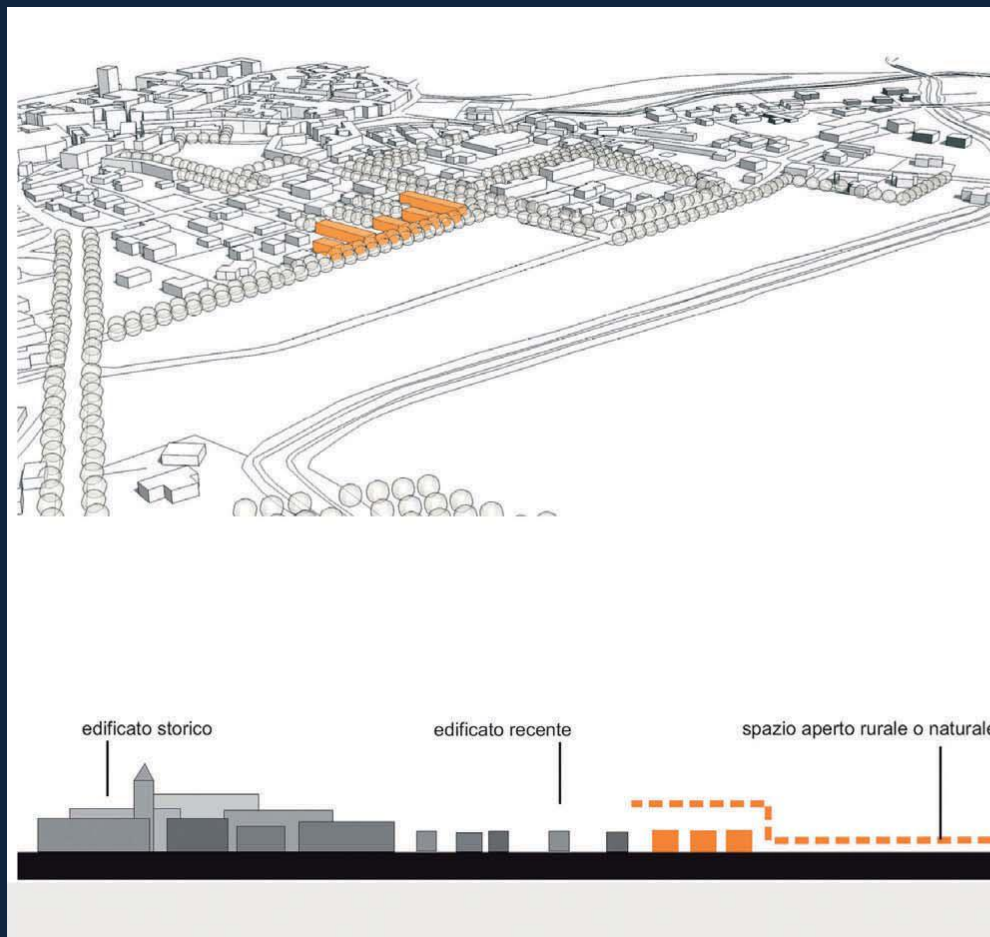 edificato storico
edificato recente
spazio aperto rurale o naturale